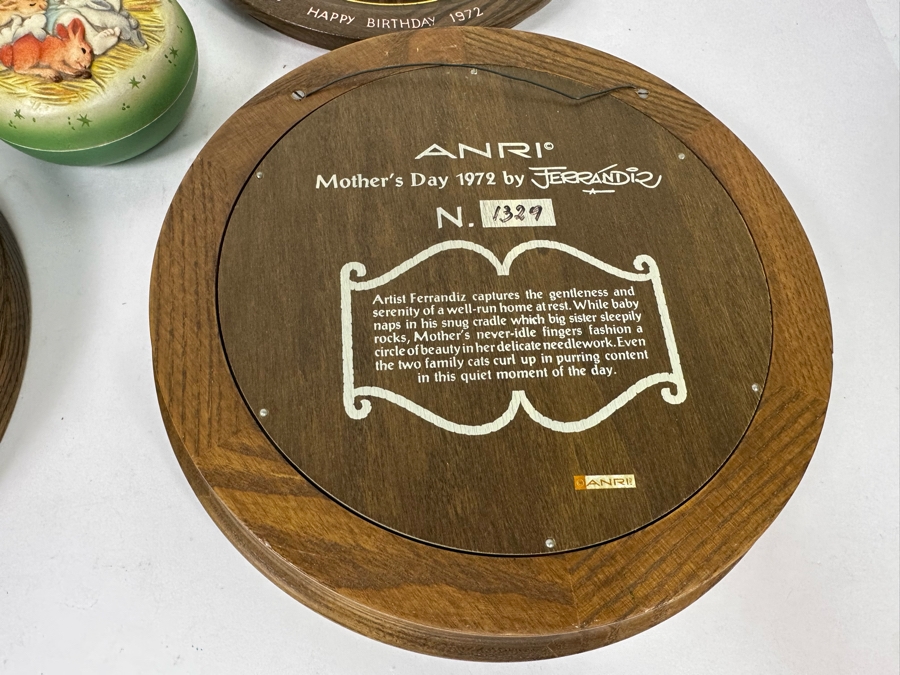 HAPPY BIRTHDAY 1972
ANRI©
Mother's Day 1972 by FERRÁNDIZ
N. 1329
Artist Ferrandiz captures the gentleness and
serenity of a well-run home at rest. While baby
naps in his snug cradle which big sister sleepily
rocks, Mother's never-idle fingers fashion a
circle of beauty in her delicate needlework. Even
the two family cats curl up in purring content
in this quiet moment of the day.
ANRI